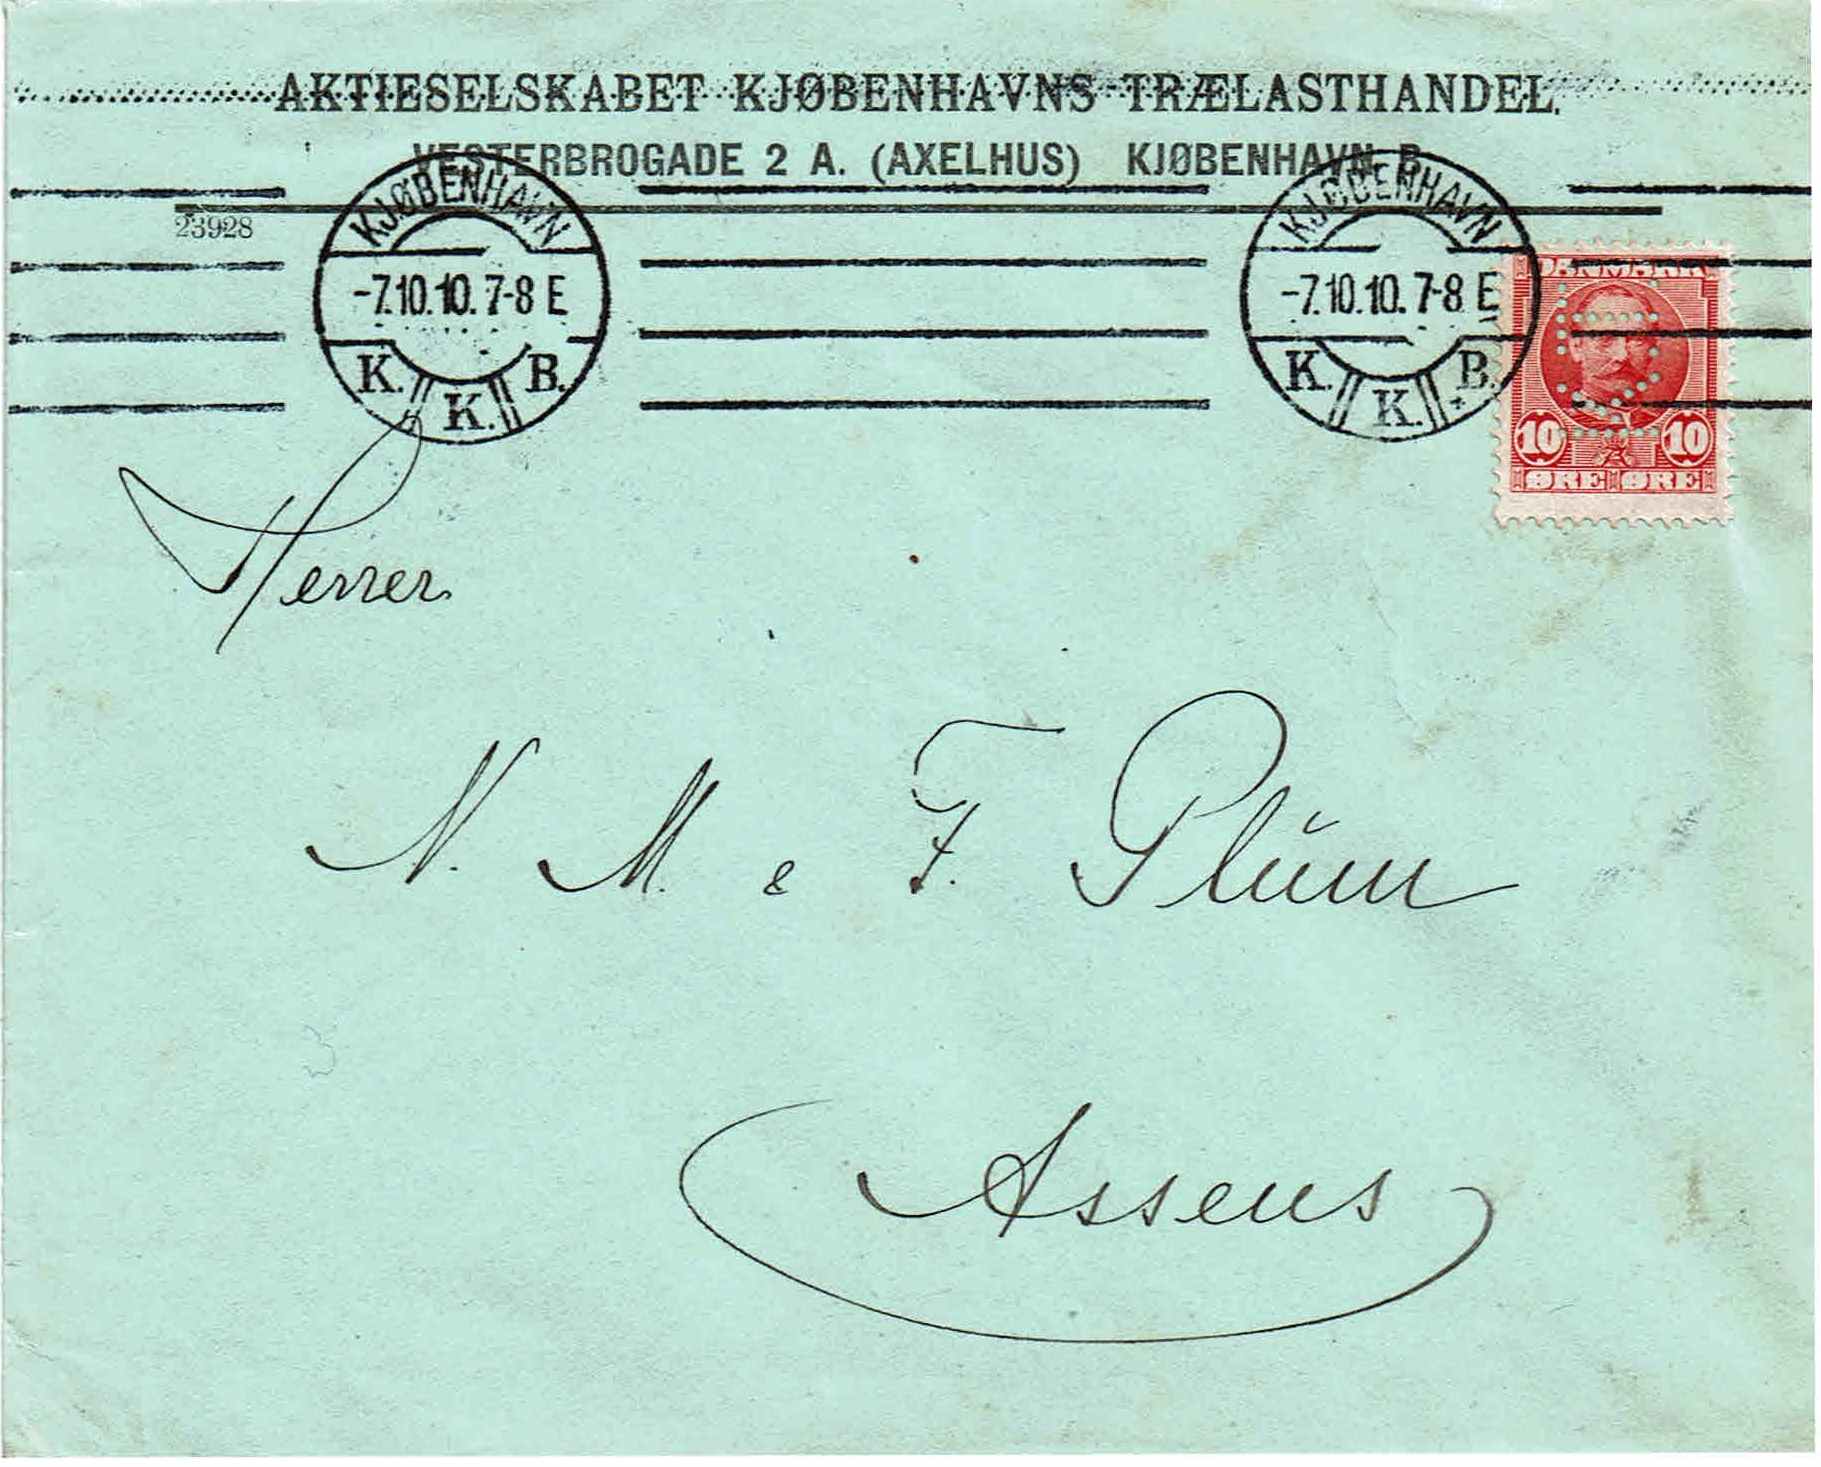 AKTIESELSKABET KJØBENHAVNS TRÆLASTHANDEL.
VESTERBROGADE 2 A. (AXELHUS) KJØBENHAVN B.
23928
KJØBENHAVN
-7.10.10. 7-8 E
K. K. B.
KJØBENHAVN
-7.10.10. 7-8 E
K. K. B.
DANMARK
10 10
ØRE ØRE
Herrer
N. M. & F. Plŭm
Assens